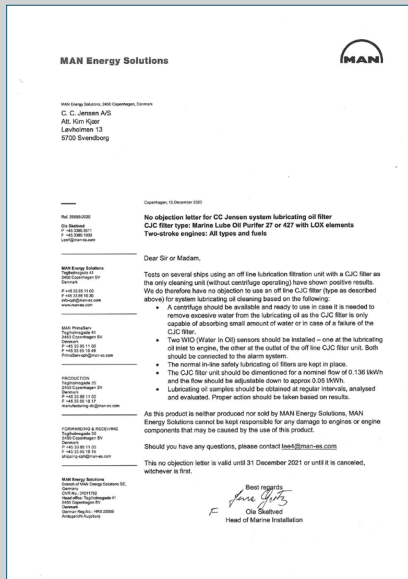 MAN Energy Solutions
MAN
MAN Energy Solutions, 2450 Copenhagen, Denmark
C. C. Jensen A/S
Att. Kim Kjær
Løvholmen 13
5700 Svendborg
Copenhagen, 15 December 2020
No objection letter for CC Jensen system lubricating oil filter
CJC filter type: Marine Lube Oil Purifer 27 or 427 with LOX elements
Two-stroke engines: All types and fuels
Dear Sir or Madam,
Tests on several ships using an off line lubrication filtration unit with a CJC filter as
the only cleaning unit (without centrifuge operating) have shown positive results.
We do therefore have no objection to use an off line CJC filter (type as described
above) for system lubricating oil cleaning based on the following:
• A centrifuge should be available and ready to use in case it is needed to
remove excessive water from the lubricating oil as the CJC filter is only
capable of absorbing small amount of water or in case of a failure of the
CJC filter.
• Two WIO (Water In Oil) sensors should be installed – one at the lubricating
oil inlet to engine, the other at the outlet of the off line CJC filter unit. Both
should be connected to the alarm system.
• The normal in-line safety lubricating oil filters are kept in place.
• The CJC filter unit should be dimentioned for a nominel flow of 0.136 l/kWh
and the flow should be adjustable down to approx 0.05 l/kWh.
• Lubricating oil samples should be obtained at regular intervals, analysed
and evaluated. Proper action should be taken based on results.
As this product is neither produced nor sold by MAN Energy Solutions, MAN
Energy Solutions cannot be kept responsible for any damage to engines or engine
components that may be caused by the use of this product.
Should you have any questions, please contact lee4@man-es.com
This no objection letter is valid until 31 December 2021 or until it is canceled,
witchever is first.
Best regards
Ole Skeltved
Head of Marine Installation
Ole Skeltved
MAN Energy Solutions
Teglholmsgade 41
2450 Copenhagen SV
Denmark
www.man-es.com
MAN PrimeServ
Teglholmsgade 41
2450 Copenhagen SV
Denmark
PRODUCTION
Teglholmsgade 35
2450 Copenhagen SV
Denmark
FORWARDING & RECEIVING
Teglholmsgade 35
2450 Copenhagen SV
Denmark
MAN Energy Solutions
Branch of MAN Energy Solutions SE,
Germany
Head office: Teglholmsgade 41
2450 Copenhagen SV
Denmark